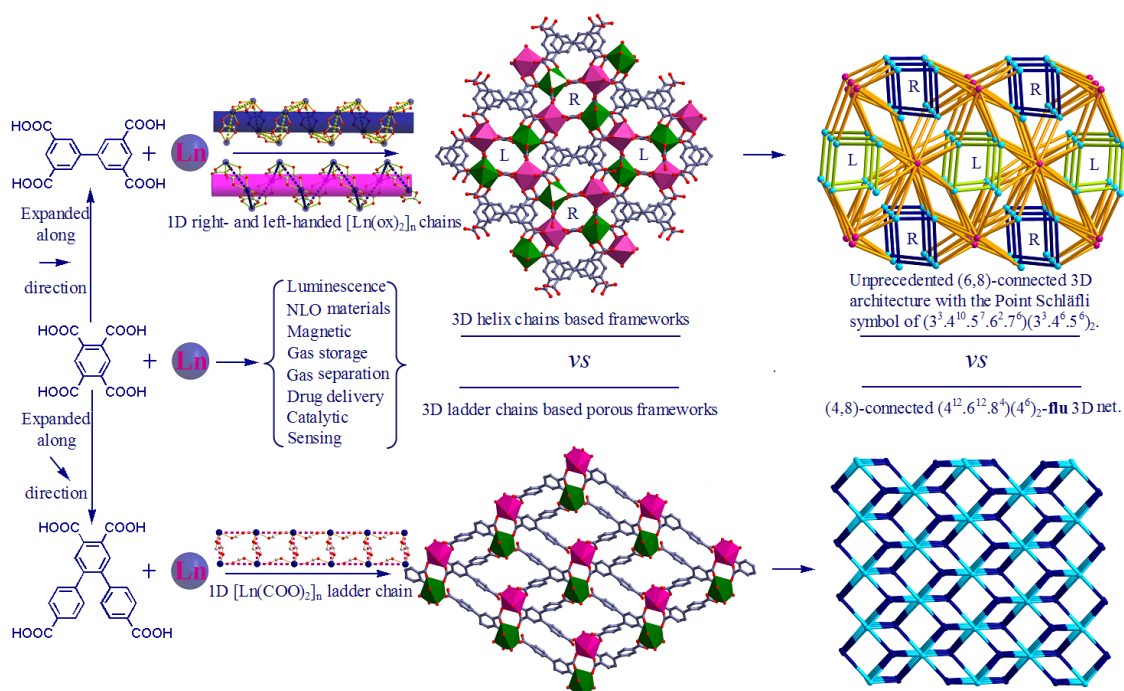 HOOC
COOH
HOOC
COOH
+
Ln
1D right- and left-handed [Ln(ox)₂]ₙ chains
R
L
L
R
R
R
L
L
L
R
R
Expanded
along
direction
Unprecedented (6,8)-connected 3D
architecture with the Point Schläfli
symbol of (3³.4¹⁰.5⁷.6².7⁶)(3³.4⁶.5⁶)₂.
HOOC
COOH
HOOC
COOH
+
Ln
Luminescence
NLO materials
Magnetic
Gas storage
Gas separation
Drug delivery
Catalytic
Sensing
3D helix chains based frameworks
vs
3D ladder chains based porous frameworks
vs
(4,8)-connected (4¹².6¹².8⁴)(4⁶)₂-flu 3D net.
Expanded
along
direction
HOOC
COOH
HOOC
COOH
+
Ln
1D [Ln(COO)₂]ₙ ladder chain